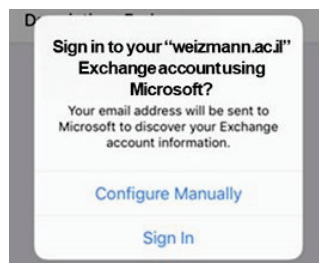 Sign in to your “weizmann.ac.il”
Exchange account using
Microsoft?
Your email address will be sent to
Microsoft to discover your Exchange
account information.
Configure Manually
Sign In